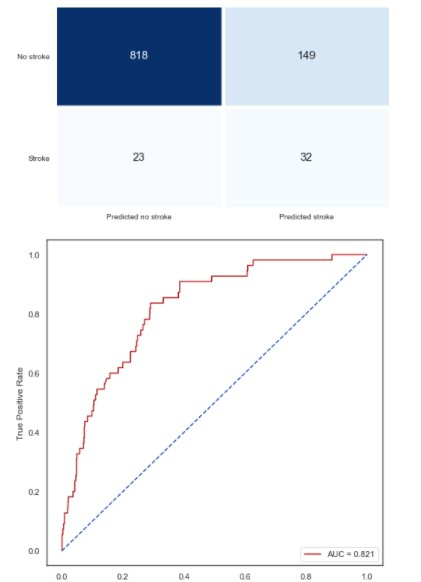 No stroke
818
149
Stroke
23
32
Predicted no stroke
Predicted stroke
1.0
0.8
0.6
0.4
0.2
0.0
True Positive Rate
AUC = 0.821
0.0
0.2
0.4
0.6
0.8
1.0